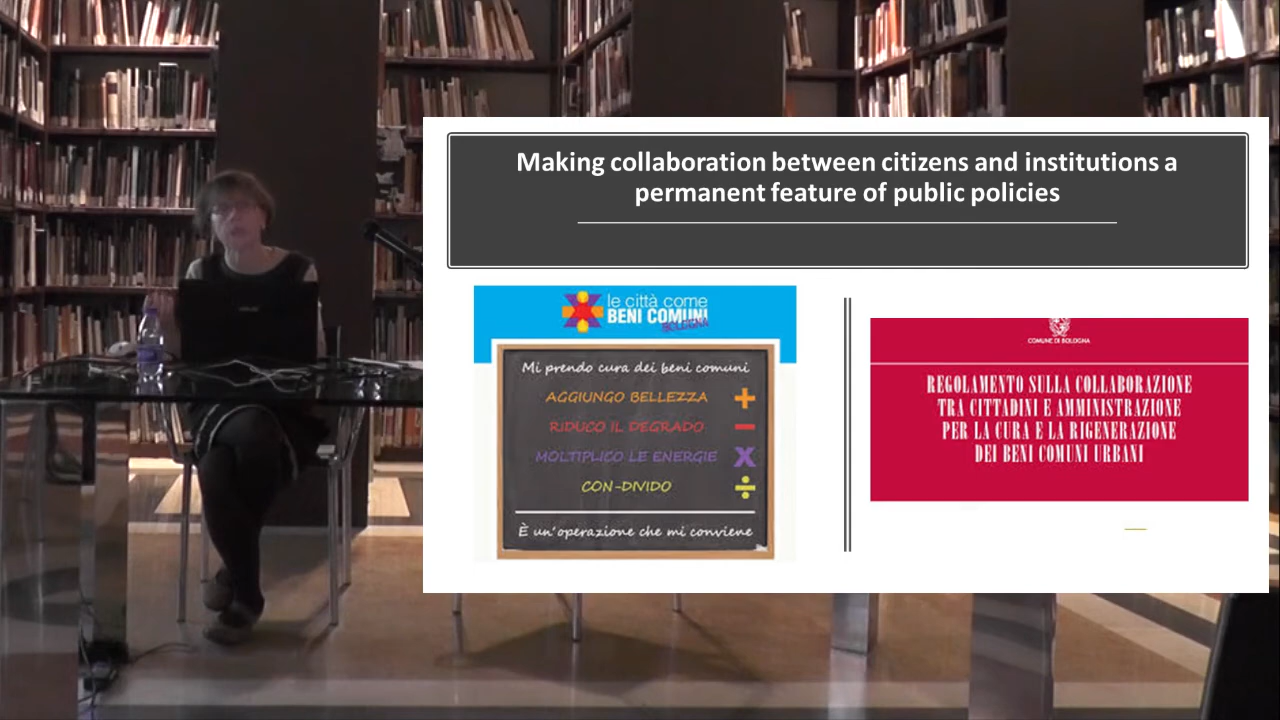 Making collaboration between citizens and institutions a
permanent feature of public policies
le città come
BENI COMUNI
BOLOGNA
Mi prendo cura dei beni comuni
AGGIUNGO BELLEZZA +
RIDUCO IL DEGRADO −
MOLTIPLICO LE ENERGIE X
CON-DIVIDO ÷
È un'operazione che mi conviene
COMUNE DI BOLOGNA
REGOLAMENTO SULLA COLLABORAZIONE
TRA CITTADINI E AMMINISTRAZIONE
PER LA CURA E LA RIGENERAZIONE
DEI BENI COMUNI URBANI